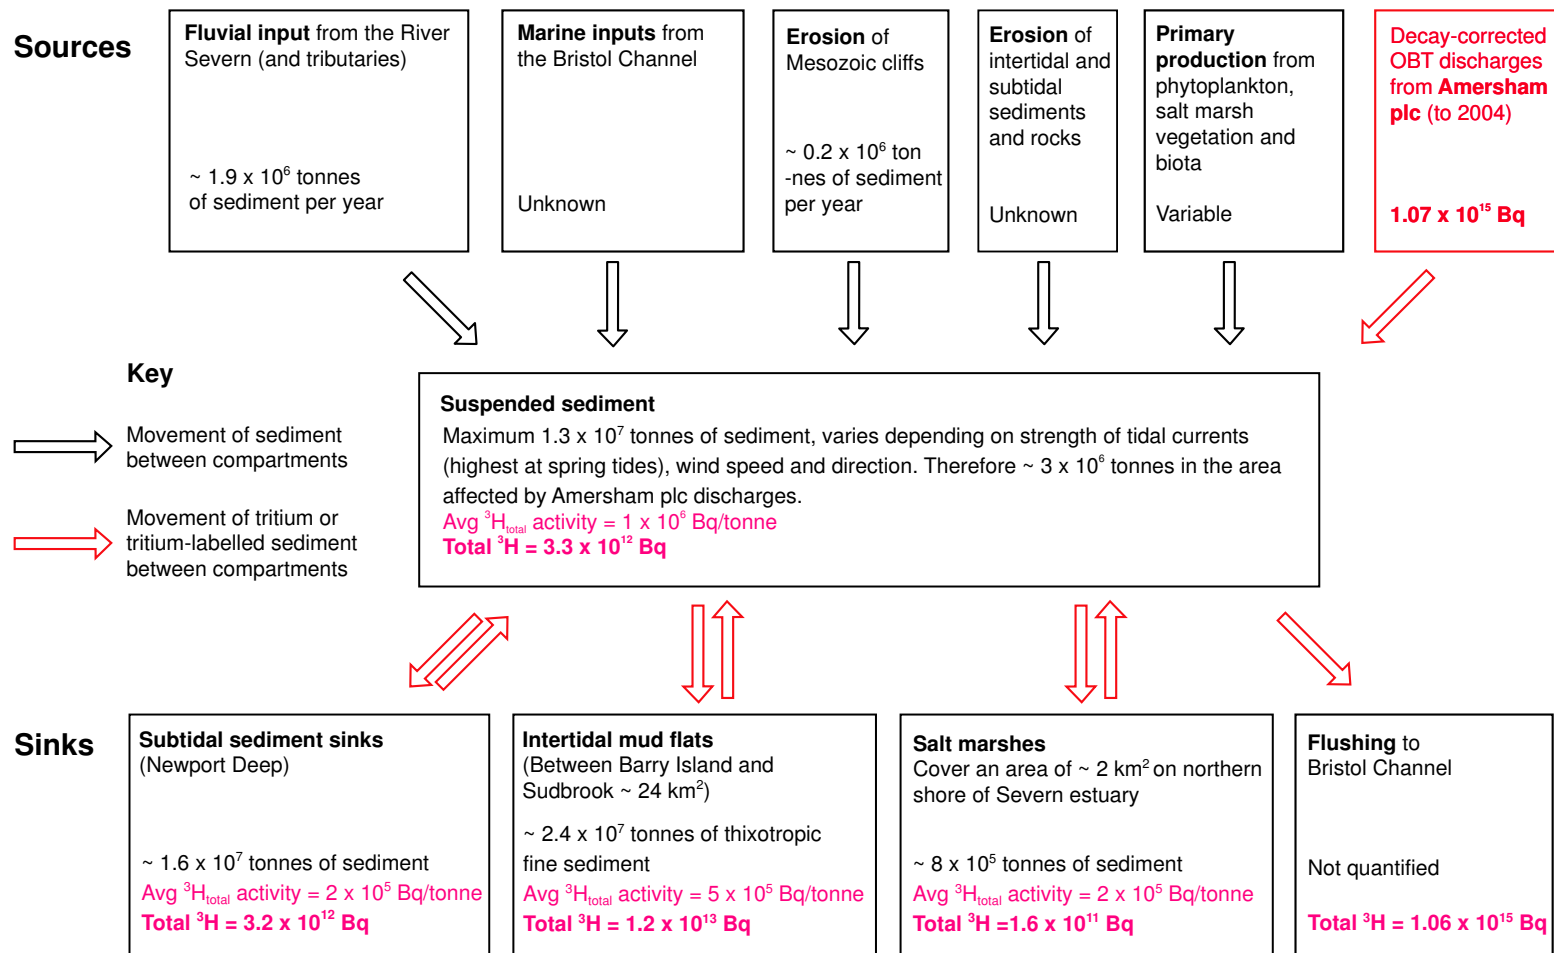 Sources
Fluvial input from the River
Severn (and tributaries)
~ 1.9 x 10⁶ tonnes
of sediment per year
Marine inputs from
the Bristol Channel
Unknown
Erosion of
Mesozoic cliffs
~ 0.2 x 10⁶ ton
-nes of sediment
per year
Erosion of
intertidal and
subtidal
sediments
and rocks
Unknown
Primary
production from
phytoplankton,
salt marsh
vegetation and
biota
Variable
Decay-corrected
OBT discharges
from Amersham
plc (to 2004)
1.07 x 10¹⁵ Bq
Key
Movement of sediment
between compartments
Movement of tritium or
tritium-labelled sediment
between compartments
Suspended sediment
Maximum 1.3 x 10⁷ tonnes of sediment, varies depending on strength of tidal currents
(highest at spring tides), wind speed and direction. Therefore ~ 3 x 10⁶ tonnes in the area
affected by Amersham plc discharges.
Avg ³Htotal activity = 1 x 10⁶ Bq/tonne
Total ³H = 3.3 x 10¹² Bq
Sinks
Subtidal sediment sinks
(Newport Deep)
~ 1.6 x 10⁷ tonnes of sediment
Avg ³Htotal activity = 2 x 10⁵ Bq/tonne
Total ³H = 3.2 x 10¹² Bq
Intertidal mud flats
(Between Barry Island and
Sudbrook ~ 24 km²)
~ 2.4 x 10⁷ tonnes of thixotropic
fine sediment
Avg ³Htotal activity = 5 x 10⁵ Bq/tonne
Total ³H = 1.2 x 10¹³ Bq
Salt marshes
Cover an area of ~ 2 km² on northern
shore of Severn estuary
~ 8 x 10⁵ tonnes of sediment
Avg ³Htotal activity = 2 x 10⁵ Bq/tonne
Total ³H =1.6 x 10¹¹ Bq
Flushing to
Bristol Channel
Not quantified
Total ³H = 1.06 x 10¹⁵ Bq